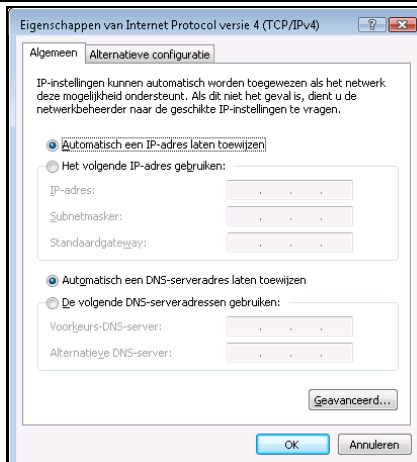 Eigenschappen van Internet Protocol versie 4 (TCP/IPv4)
Algemeen
Alternatieve configuratie
IP-instellingen kunnen automatisch worden toegewezen als het netwerk
deze mogelijkheid ondersteunt. Als dit niet het geval is, dient u de
netwerkbeheerder naar de geschikte IP-instellingen te vragen.
Automatisch een IP-adres laten toewijzen
Het volgende IP-adres gebruiken:
IP-adres:
Subnetmasker:
Standaardgateway:
Automatisch een DNS-serveradres laten toewijzen
De volgende DNS-serveradressen gebruiken:
Voorkeurs-DNS-server:
Alternatieve DNS-server:
Geavanceerd...
OK
Annuleren